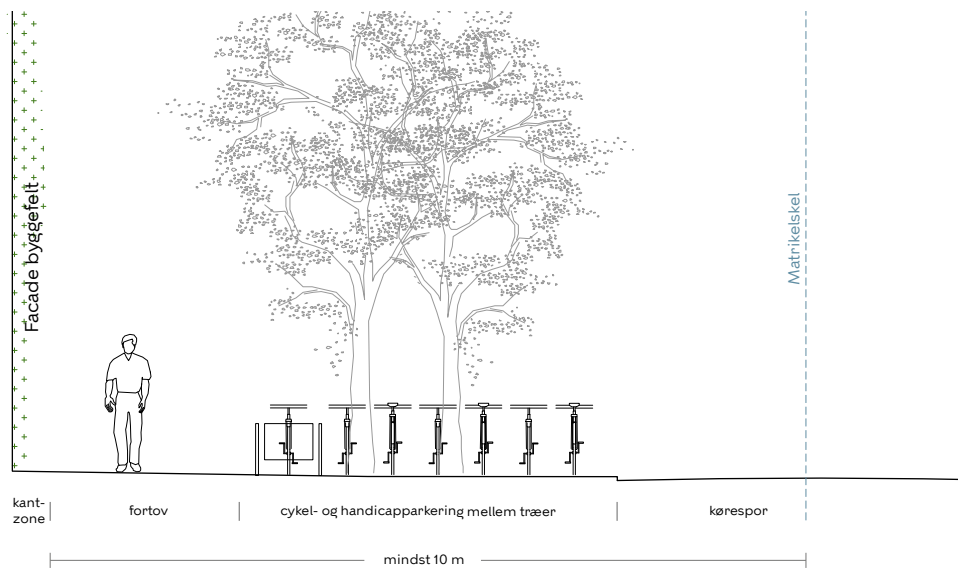 Facade byggefelt
Matrikelskel
kant-
zone
fortov
cykel- og handicapparkering mellem træer
kørespor
mindst 10 m